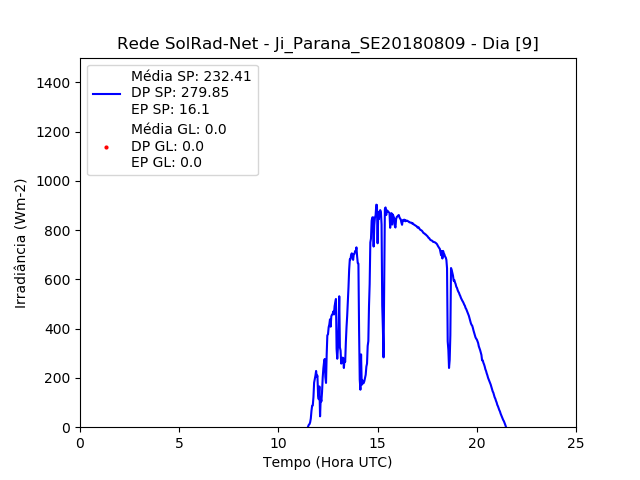 Rede SolRad-Net - Ji_Parana_SE20180809 - Dia [9]
Média SP: 232.41
DP SP: 279.85
EP SP: 16.1
Média GL: 0.0
DP GL: 0.0
EP GL: 0.0
1400
1200
1000
800
600
400
200
0
Irradiância (Wm-2)
0 5 10 15 20 25
Tempo (Hora UTC)